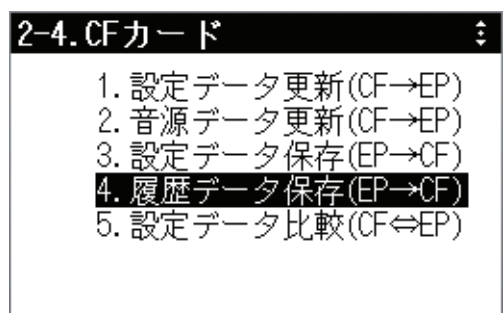 2-4.CFカード
1.設定データ更新(CF→EP)
2.音源データ更新(CF→EP)
3.設定データ保存(EP→CF)
4.履歴データ保存(EP→CF)
5.設定データ比較(CF⇔EP)